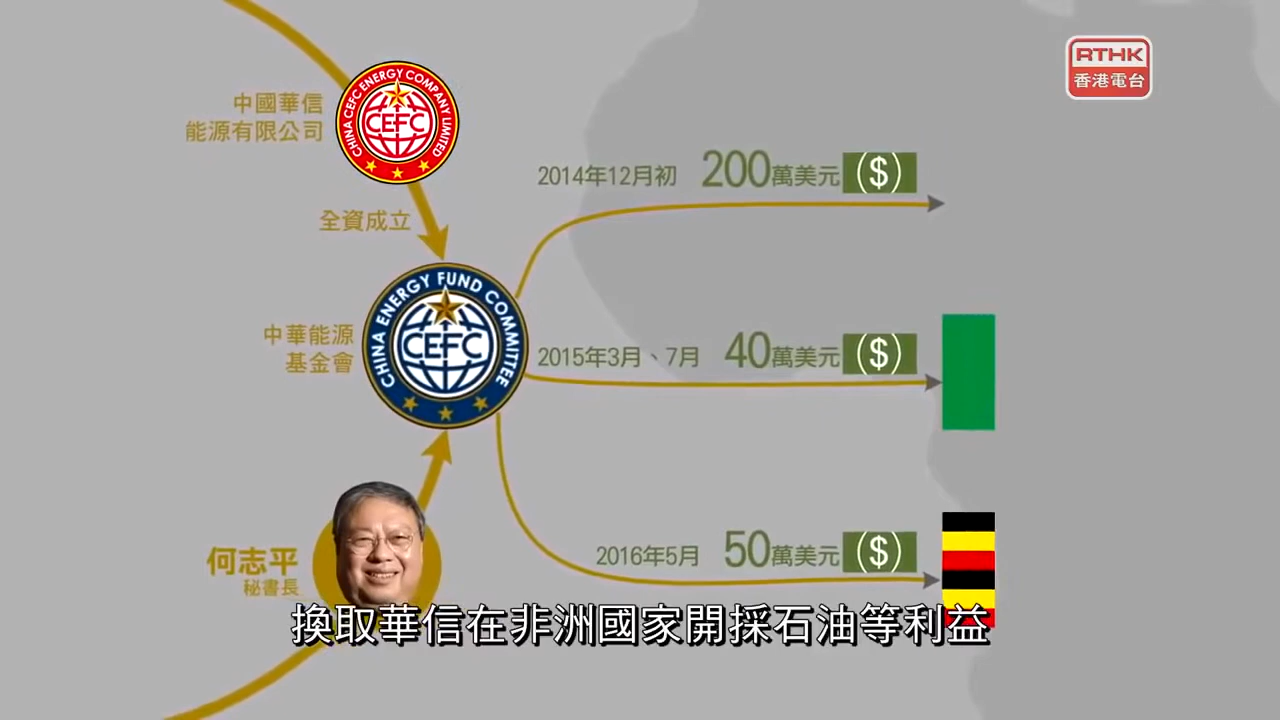 RTHK
香港電台
中國華信
能源有限公司
CHINA CEFC ENERGY COMPANY LIMITED
CEFC
2014年12月初 200萬美元 ($)
全資成立
CHINA ENERGY FUND COMMITTEE
CEFC
中華能源
基金會
2015年3月、7月 40萬美元 ($)
2016年5月 50萬美元 ($)
何志平
秘書長
換取華信在非洲國家開採石油等利益